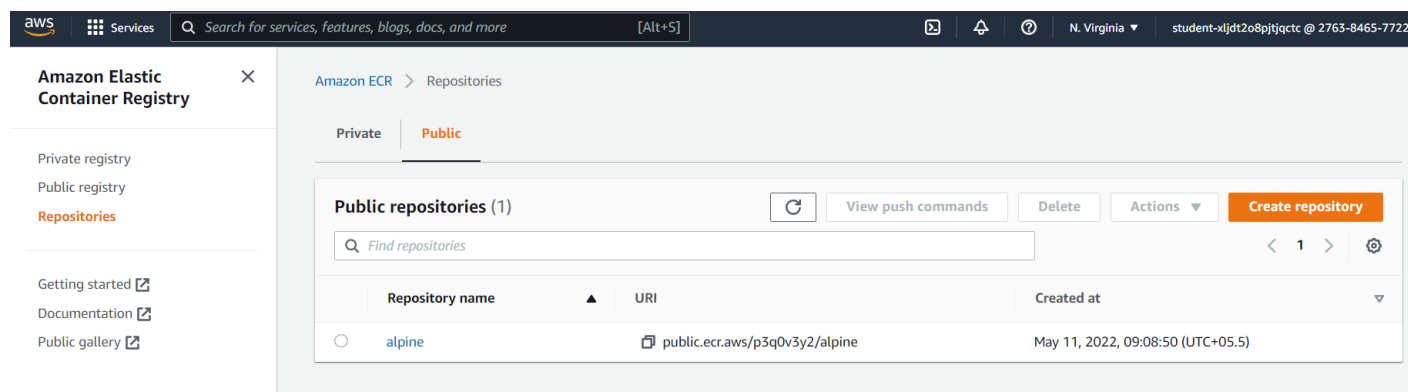 aws Services Search for services, features, blogs, docs, and more [Alt+S] N. Virginia ▼ student-xljdt2o8pjtjqctc @ 2763-8465-7722
Amazon Elastic
Container Registry
Private registry
Public registry
Repositories
Getting started
Documentation
Public gallery
Amazon ECR > Repositories
Private Public
Public repositories (1) View push commands Delete Actions ▼ Create repository
Find repositories < 1 >
Repository name ▲ URI Created at
alpine public.ecr.aws/p3q0v3y2/alpine May 11, 2022, 09:08:50 (UTC+05.5)